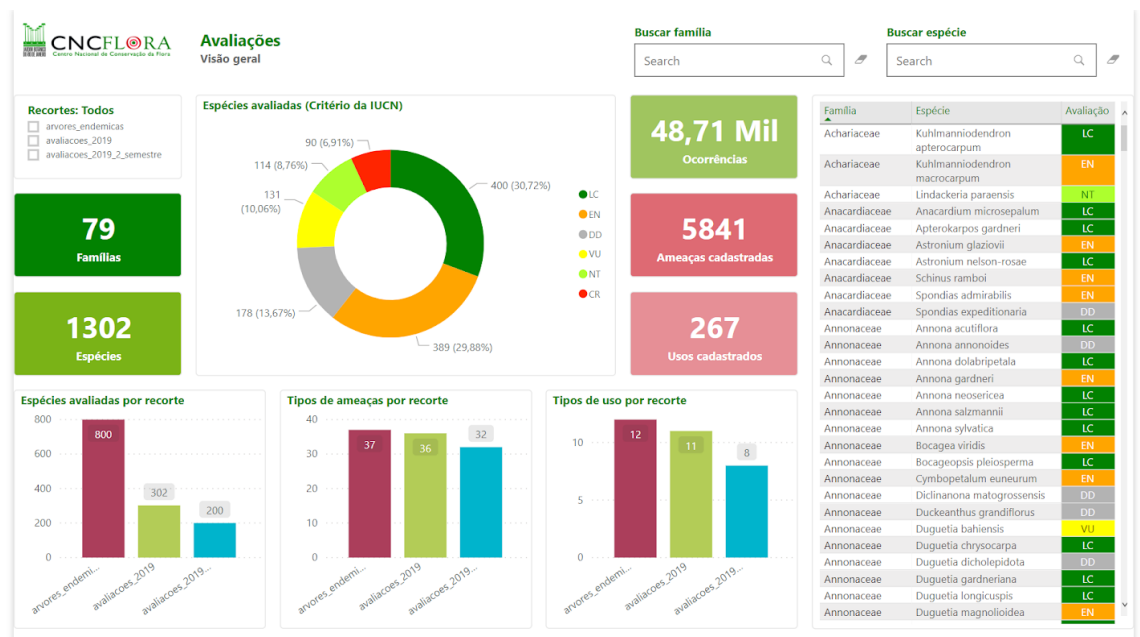 CNCFLORA
Centro Nacional de Conservação da Flora
Avaliações
Visão geral
Buscar família
Search
Buscar espécie
Search
Recortes: Todos
arvores_endemicas
avaliacoes_2019
avaliacoes_2019_2_semestre
79
Famílias
1302
Espécies
Espécies avaliadas (Critério da IUCN)
90 (6,91%)
114 (8,76%)
131
(10,06%)
178 (13,67%)
400 (30,72%)
389 (29,88%)
LC
EN
DD
VU
NT
CR
48,71 Mil
Ocorrências
5841
Ameaças cadastradas
267
Usos cadastrados
Espécies avaliadas por recorte
800
600
400
200
0
800
302
200
arvores_endemi...
avaliacoes_2019
avaliacoes_2019...
Tipos de ameaças por recorte
40
30
20
10
0
37
36
32
arvores_endemi...
avaliacoes_2019
avaliacoes_2019...
Tipos de uso por recorte
10
5
0
12
11
8
arvores_endemi...
avaliacoes_2019
avaliacoes_2019...
Família Espécie Avaliação
Achariaceae Kuhlmanniodendron LC
apterocarpum
Achariaceae Kuhlmanniodendron EN
macrocarpum
Achariaceae Lindackeria paraensis NT
Anacardiaceae Anacardium microsepalum LC
Anacardiaceae Apterokarpos gardneri LC
Anacardiaceae Astronium glaziovii EN
Anacardiaceae Astronium nelson-rosae LC
Anacardiaceae Schinus ramboi EN
Anacardiaceae Spondias admirabilis EN
Anacardiaceae Spondias expeditionaria DD
Annonaceae Annona acutiflora LC
Annonaceae Annona annonoides DD
Annonaceae Annona dolabripetala LC
Annonaceae Annona gardneri EN
Annonaceae Annona neosericea LC
Annonaceae Annona salzmannii LC
Annonaceae Annona sylvatica LC
Annonaceae Bocagea viridis EN
Annonaceae Bocageopsis pleiosperma LC
Annonaceae Cymbopetalum euneurum EN
Annonaceae Diclinanona matogrossensis DD
Annonaceae Duckeanthus grandiflorus DD
Annonaceae Duguetia bahiensis VU
Annonaceae Duguetia chrysocarpa LC
Annonaceae Duguetia dicholepidota DD
Annonaceae Duguetia gardneriana LC
Annonaceae Duguetia longicuspis LC
Annonaceae Duguetia magnolioidea EN